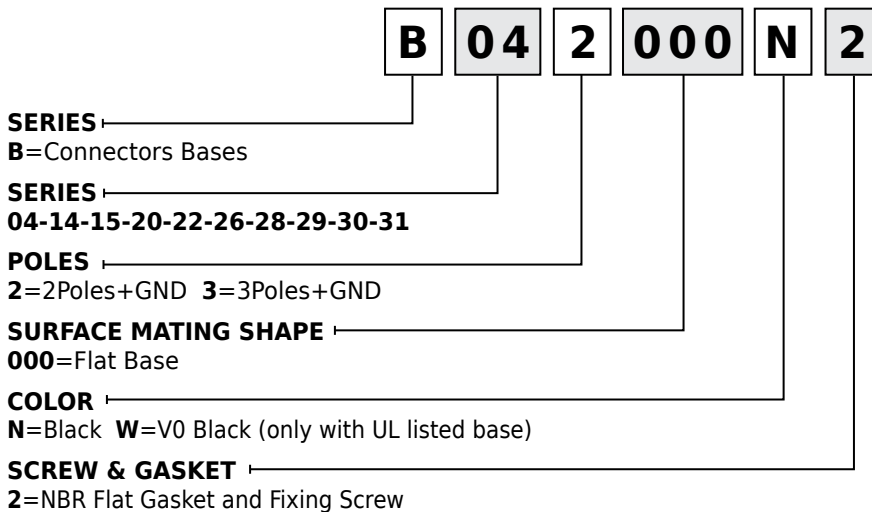 B 04 2 000 N 2
SERIES
B=Connectors Bases
SERIES
04-14-15-20-22-26-28-29-30-31
POLES
2=2Poles+GND 3=3Poles+GND
SURFACE MATING SHAPE
000=Flat Base
COLOR
N=Black W=V0 Black (only with UL listed base)
SCREW & GASKET
2=NBR Flat Gasket and Fixing Screw